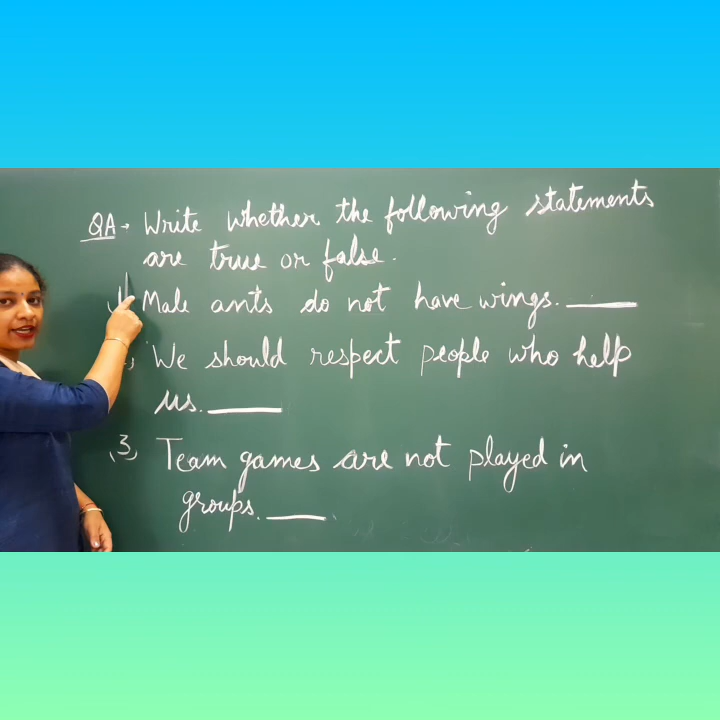 QA- Write whether the following statements
are true or false.
Male ants do not have wings. ____
We should respect people who help
us. ____
(3) Team games are not played in
groups. ____